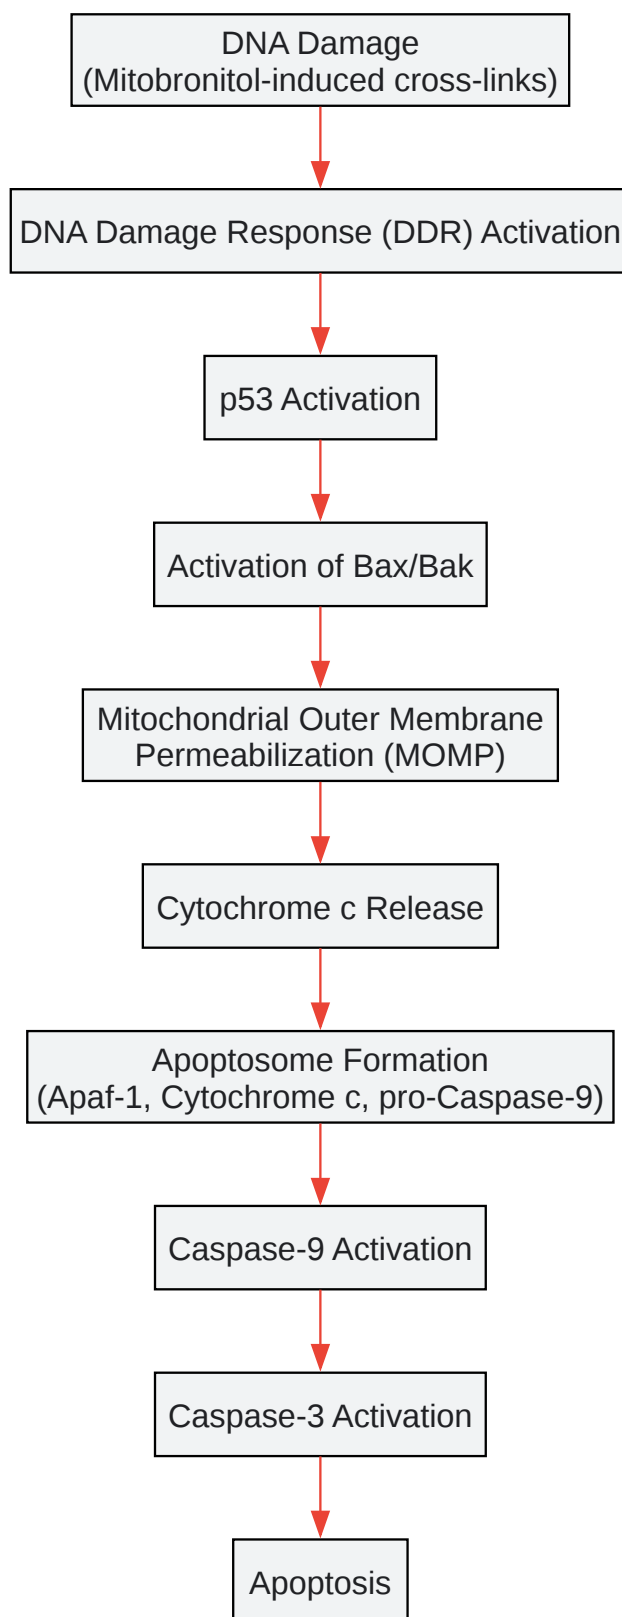 DNA Damage
(Mitobronitol-induced cross-links)
DNA Damage Response (DDR) Activation
p53 Activation
Activation of Bax/Bak
Mitochondrial Outer Membrane
Permeabilization (MOMP)
Cytochrome c Release
Apoptosome Formation
(Apaf-1, Cytochrome c, pro-Caspase-9)
Caspase-9 Activation
Caspase-3 Activation
Apoptosis